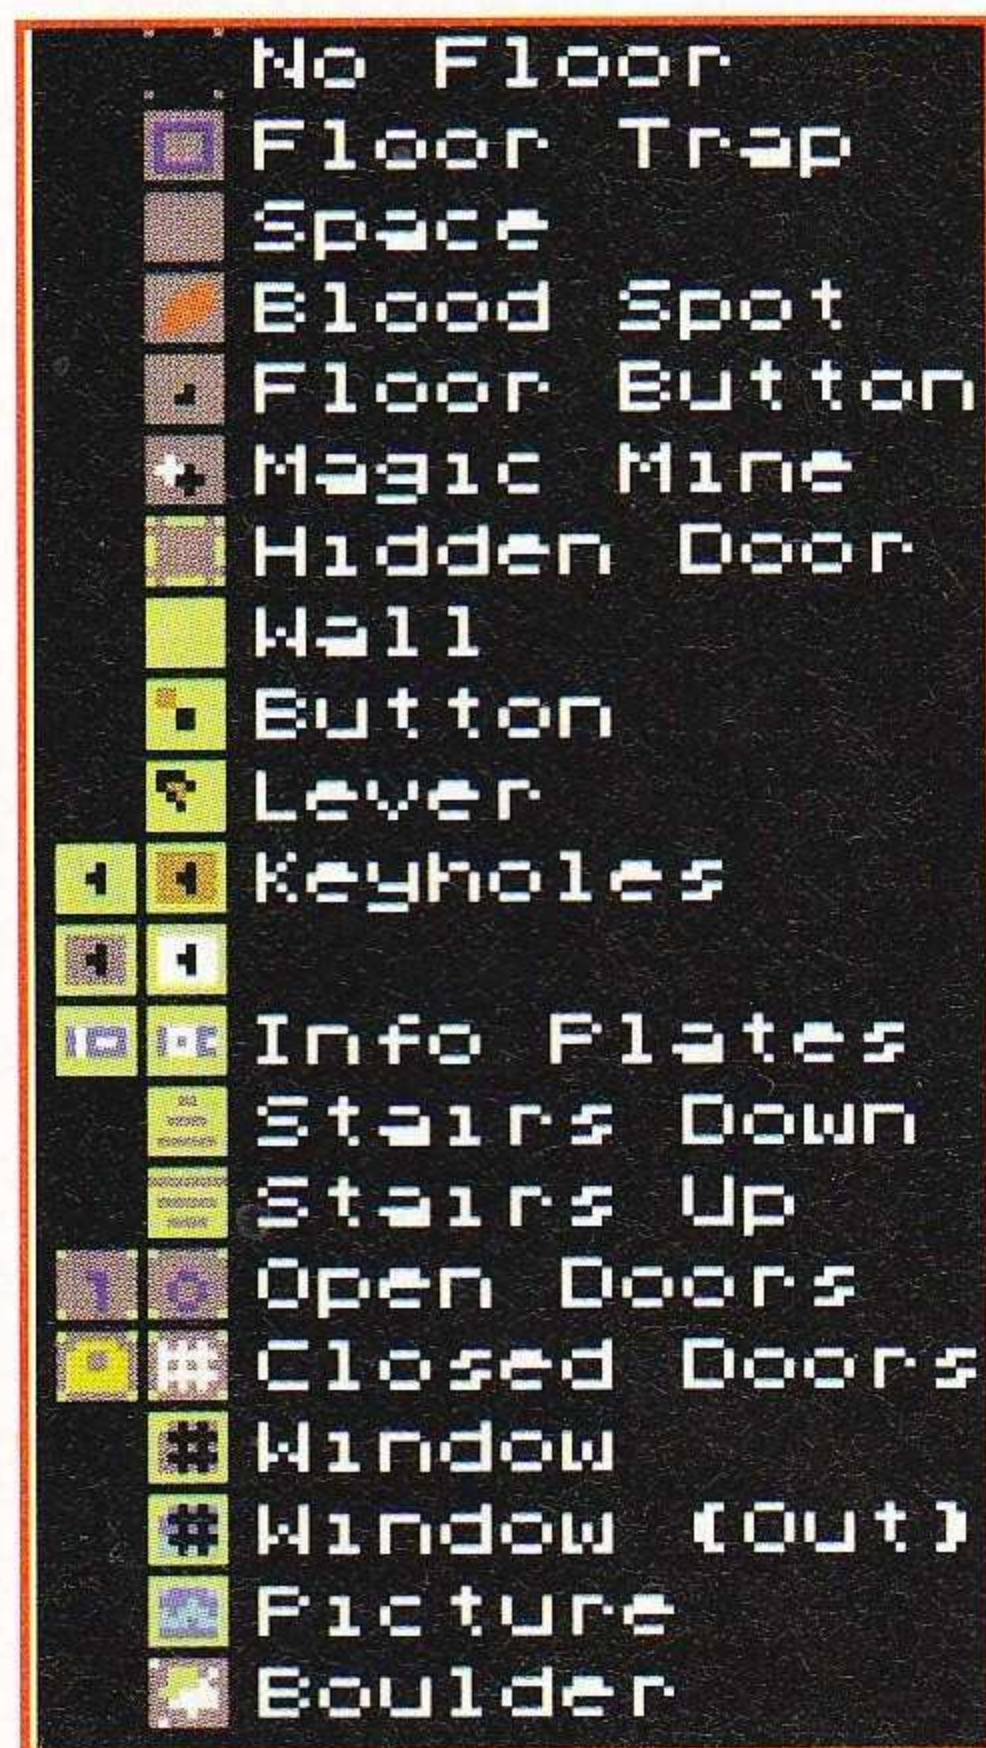 No Floor
Floor Trap
Space
Blood Spot
Floor Button
Magic Mine
Hidden Door
Wall
Button
Lever
Keyholes
Info Plates
Stairs Down
Stairs Up
Open Doors
Closed Doors
Window
Window (Out)
Picture
Boulder